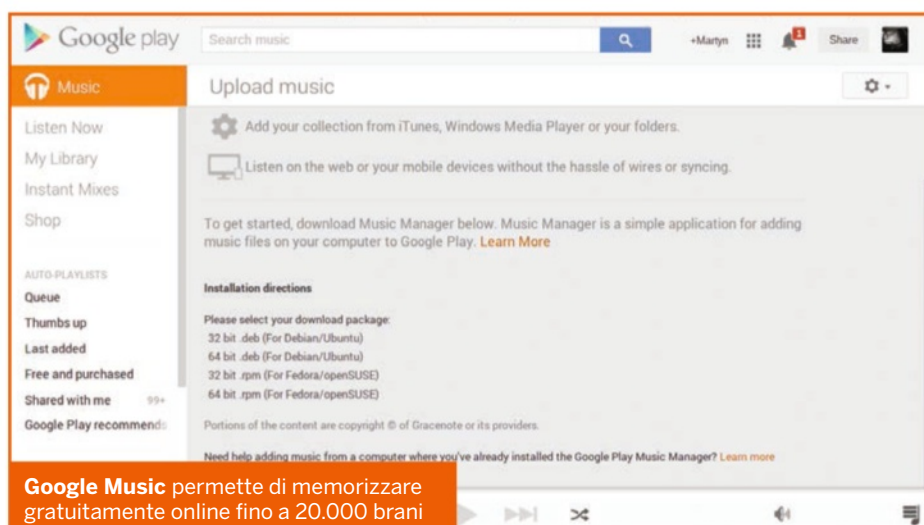 Google play
Search music
+Martyn
1
Share
Music
Upload music
Listen Now
My Library
Instant Mixes
Shop
AUTO-PLAYLISTS
Queue
Thumbs up
Last added
Free and purchased
Shared with me 99+
Google Play recommends
Add your collection from iTunes, Windows Media Player or your folders.
Listen on the web or your mobile devices without the hassle of wires or syncing.
To get started, download Music Manager below. Music Manager is a simple application for adding
music files on your computer to Google Play. Learn More
Installation directions
Please select your download package:
32 bit .deb (For Debian/Ubuntu)
64 bit .deb (For Debian/Ubuntu)
32 bit .rpm (For Fedora/openSUSE)
64 bit .rpm (For Fedora/openSUSE)
Portions of the content are copyright © of Gracenote or its providers.
Need help adding music from a computer where you've already installed the Google Play Music Manager? Learn more
Google Music permette di memorizzare
gratuitamente online fino a 20.000 brani